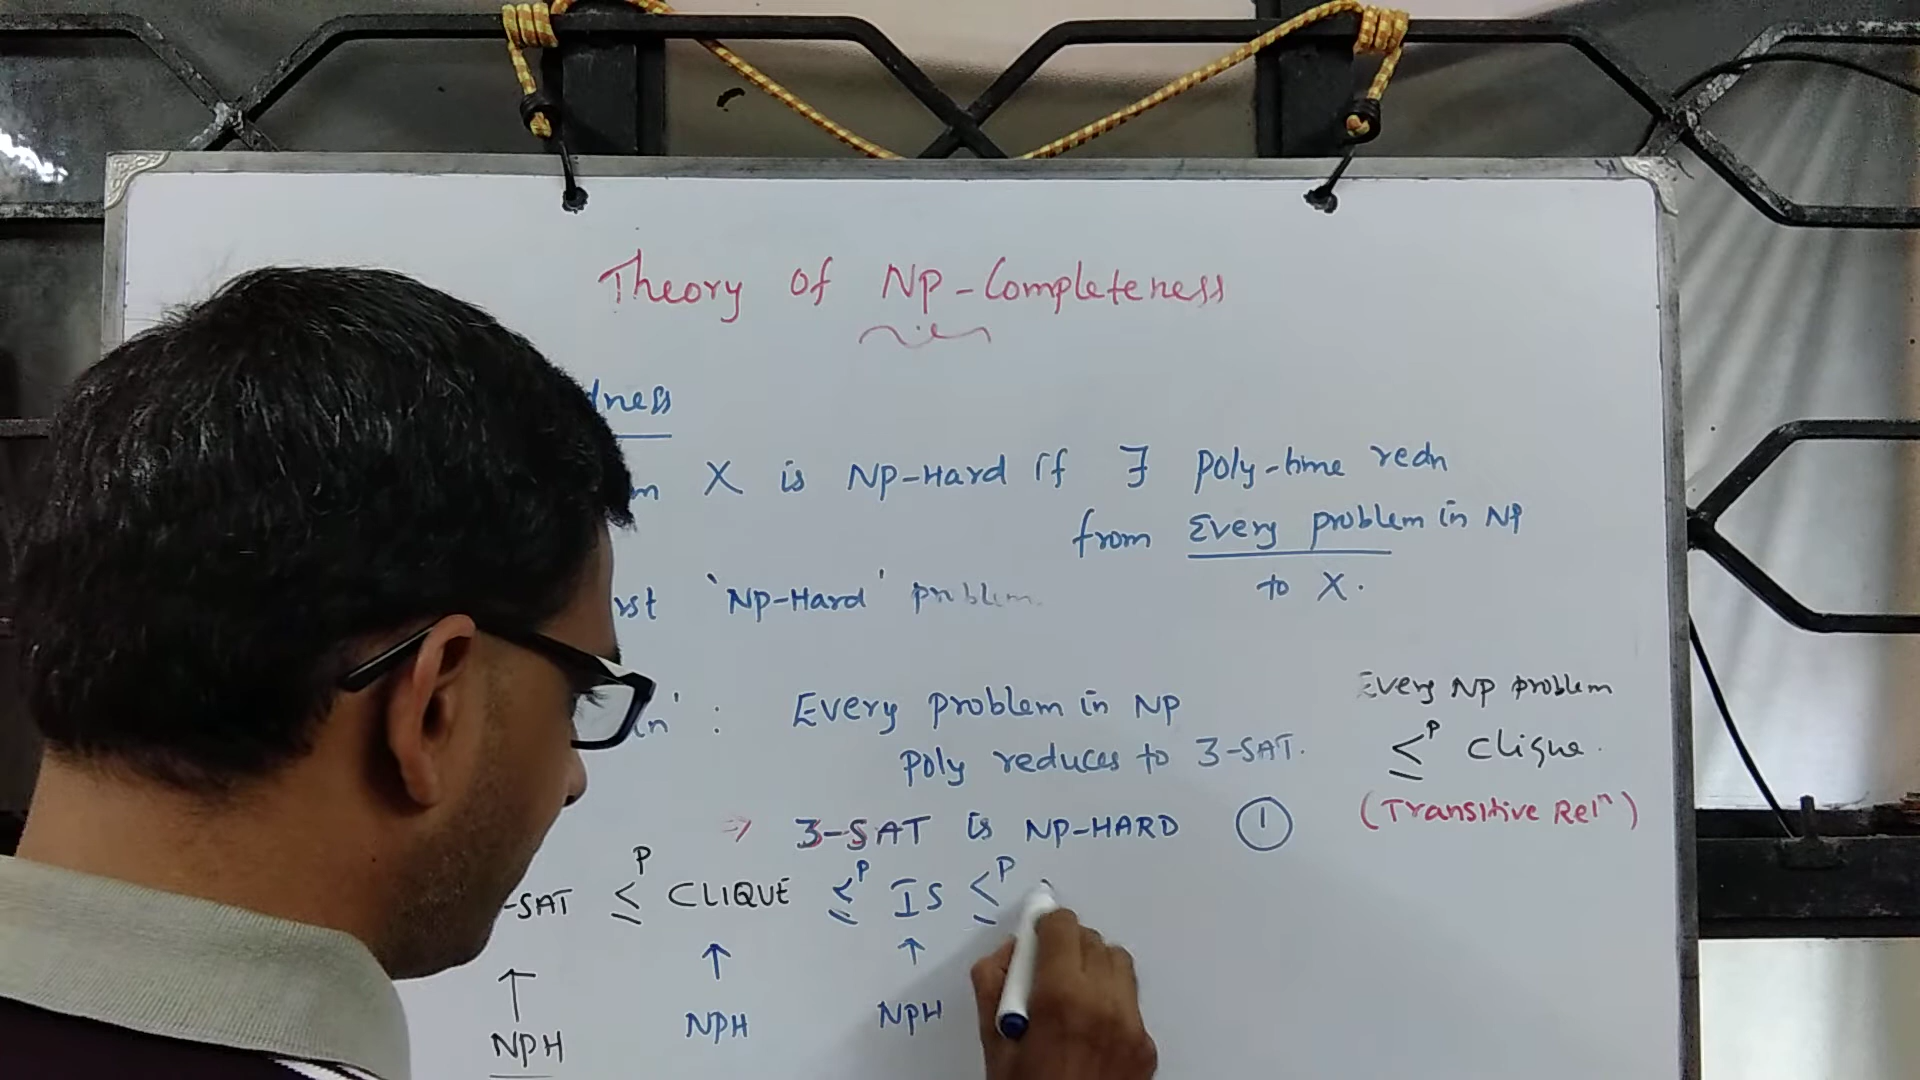 Theory of NP-Completeness
dness
m X is NP-Hard if ∃ poly-time redn
from Every problem in NP
to X.
rst 'NP-Hard' problem.
in' : Every problem in NP
poly reduces to 3-SAT.
⇒ 3-SAT is NP-HARD ①
Every NP problem
≤ᴾ Clique.
(Transitive Relⁿ)
-SAT ≤ᴾ CLIQUE ≤ᴾ IS ≤ᴾ
↑ ↑ ↑
NPH NPH NPH